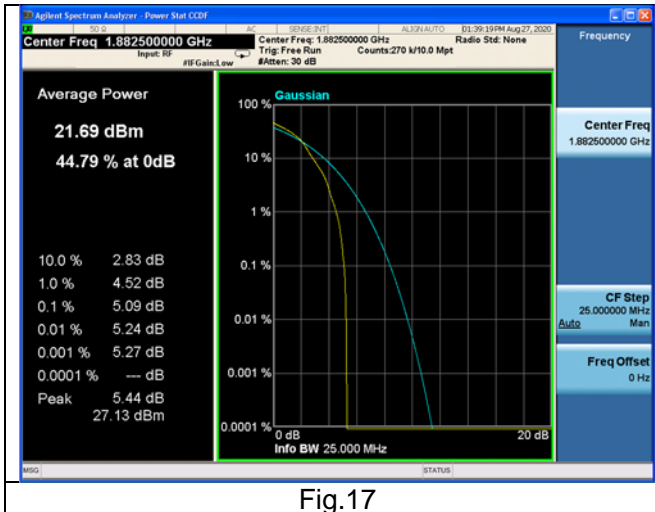 Agilent Spectrum Analyzer - Power Stat CCDF
50 Ω AC SENSE:INT ALIGNAUTO 01:39:19PM Aug27, 2020
Center Freq 1.882500000 GHz
Input: RF
#IFGain:Low
Center Freq: 1.882500000 GHz
Radio Std: None
Trig: Free Run Counts:270 k/10.0 Mpt
#Atten: 30 dB
Frequency
Average Power
21.69 dBm
44.79 % at 0dB
10.0 % 2.83 dB
1.0 % 4.52 dB
0.1 % 5.09 dB
0.01 % 5.24 dB
0.001 % 5.27 dB
0.0001 % --- dB
Peak 5.44 dB
27.13 dBm
Gaussian
100 %
10 %
1 %
0.1 %
0.01 %
0.001 %
0.0001 %
0 dB 20 dB
Info BW 25.000 MHz
Center Freq
1.882500000 GHz
CF Step
25.000000 MHz
Auto Man
Freq Offset
0 Hz
MSG STATUS
Fig.17